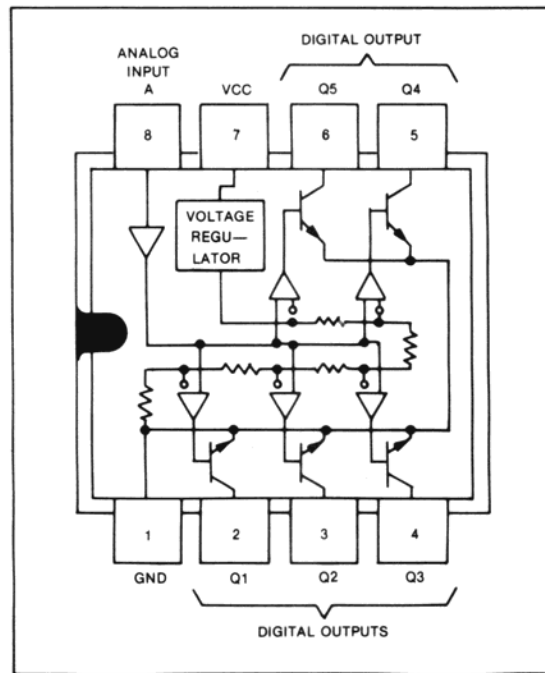 DIGITAL OUTPUT
ANALOG
INPUT
A
VCC
Q5
Q4
8
7
6
5
VOLTAGE
REGU—
LATOR
1
2
3
4
GND
Q1
Q2
Q3
DIGITAL OUTPUTS